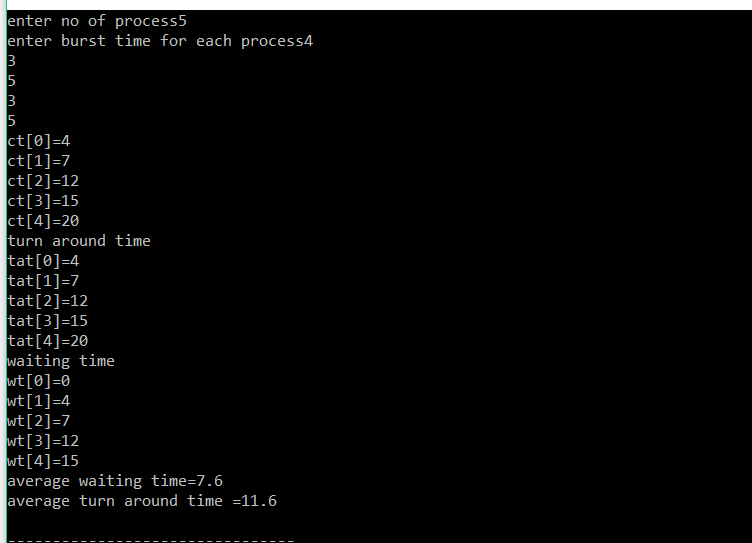 enter no of process5
enter burst time for each process4
3
5
3
5
ct[0]=4
ct[1]=7
ct[2]=12
ct[3]=15
ct[4]=20
turn around time
tat[0]=4
tat[1]=7
tat[2]=12
tat[3]=15
tat[4]=20
waiting time
wt[0]=0
wt[1]=4
wt[2]=7
wt[3]=12
wt[4]=15
average waiting time=7.6
average turn around time =11.6
--------------------------------